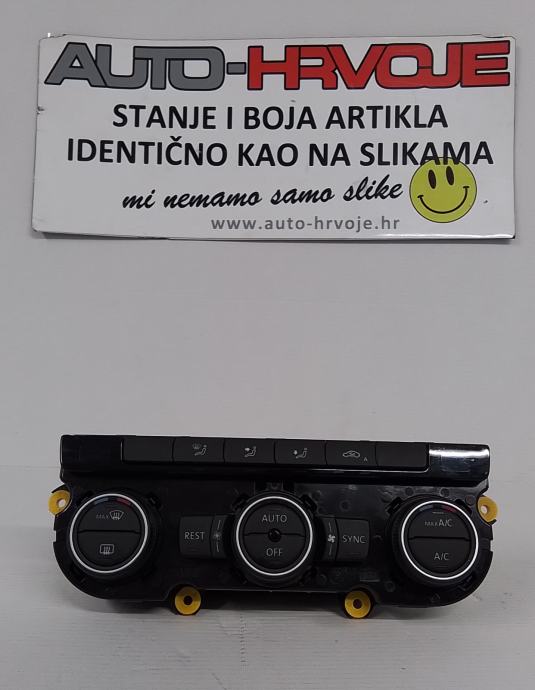 AUTO-HRVOJE
STANJE I BOJA ARTIKLA
IDENTIČNO KAO NA SLIKAMA
mi nemamo samo slike
www.auto-hrvoje.hr
A
MAX
REST
AUTO
OFF
SYNC
MAX A/C
A/C